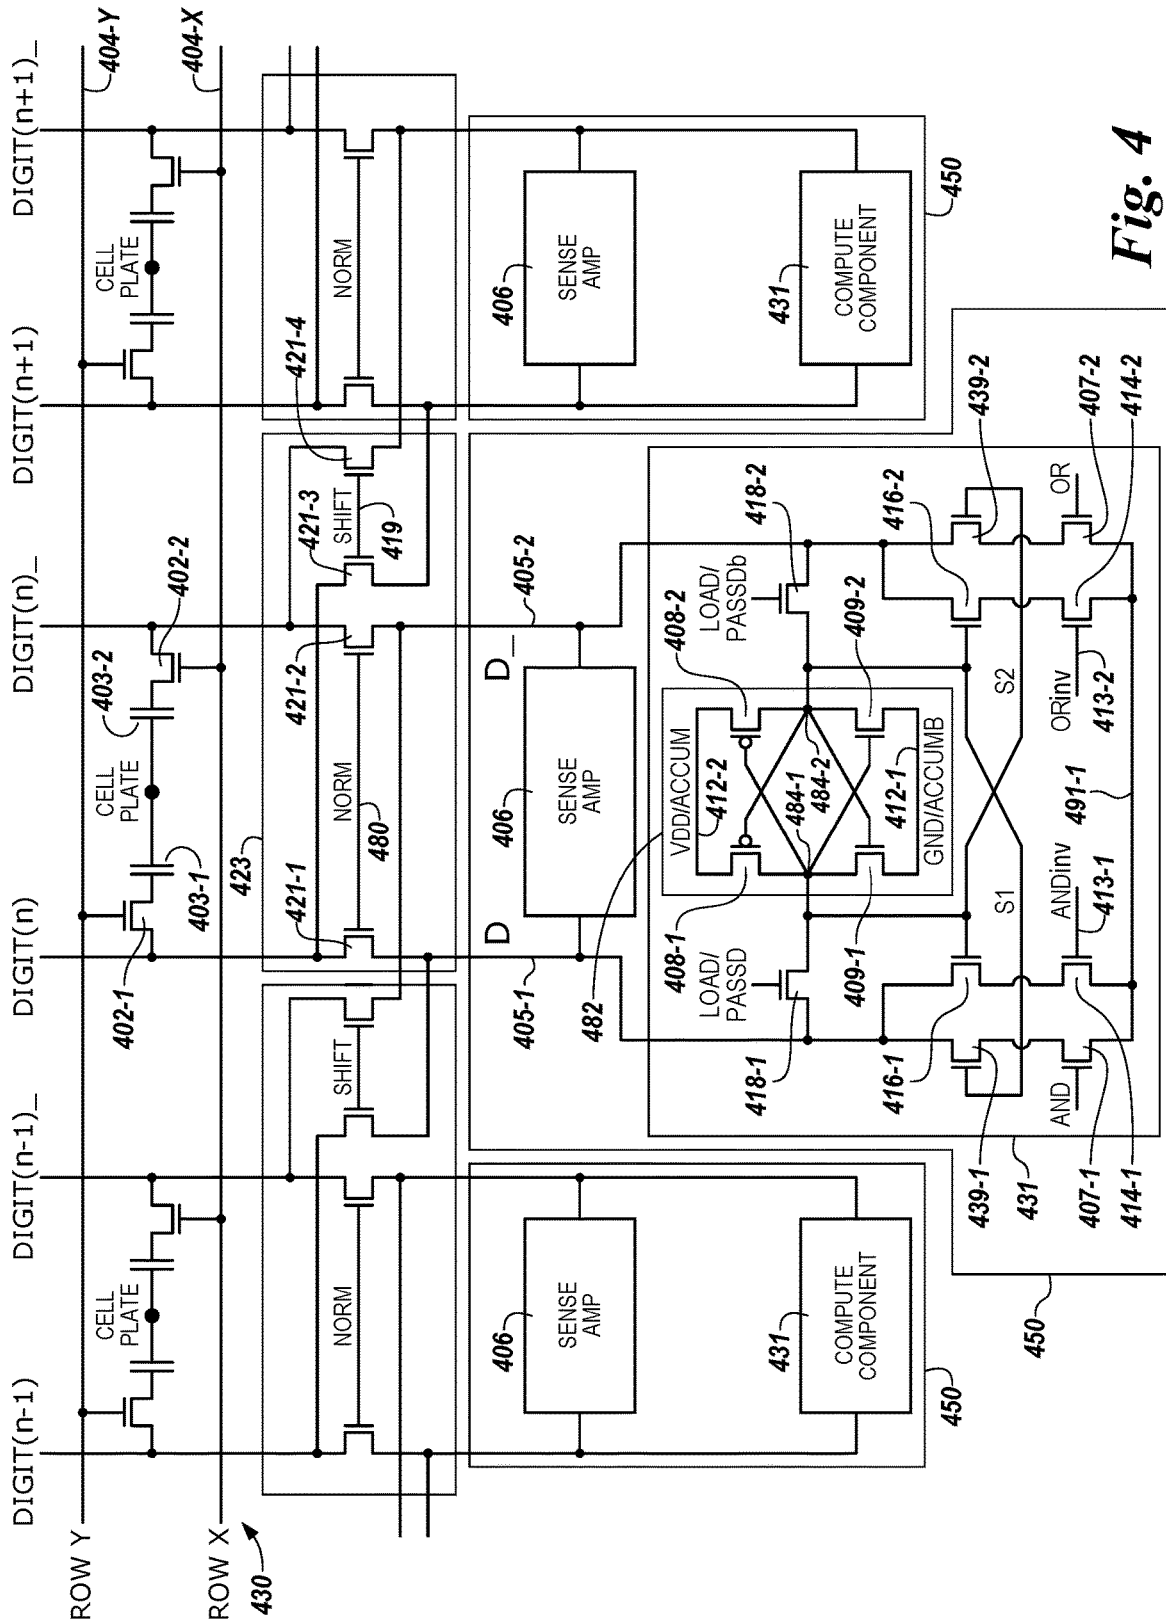 DIGIT(n-1)
DIGIT(n-1)_
DIGIT(n)
DIGIT(n)_
DIGIT(n+1)
DIGIT(n+1)_
ROW Y
404-Y
CELL
PLATE
402-1
403-1
CELL
PLATE
403-2
402-2
CELL
PLATE
ROW X
404-X
430
423
NORM
SHIFT
421-1
NORM
480
421-2
421-3
SHIFT
419
421-4
NORM
405-1
D
D_
405-2
406
SENSE
AMP
406
SENSE
AMP
406
SENSE
AMP
431
COMPUTE
COMPONENT
450
431
COMPUTE
COMPONENT
450
482
VDD/ACCUM
412-2
LOAD/
PASSD
418-1
408-1
408-2
LOAD/
PASSDb
418-2
484-1
484-2
409-1
409-2
412-1
GND/ACCUMB
416-1
416-2
439-1
439-2
S1
S2
AND
ANDinv
413-1
ORinv
413-2
OR
407-1
407-2
414-1
414-2
491-1
431
450
Fig. 4